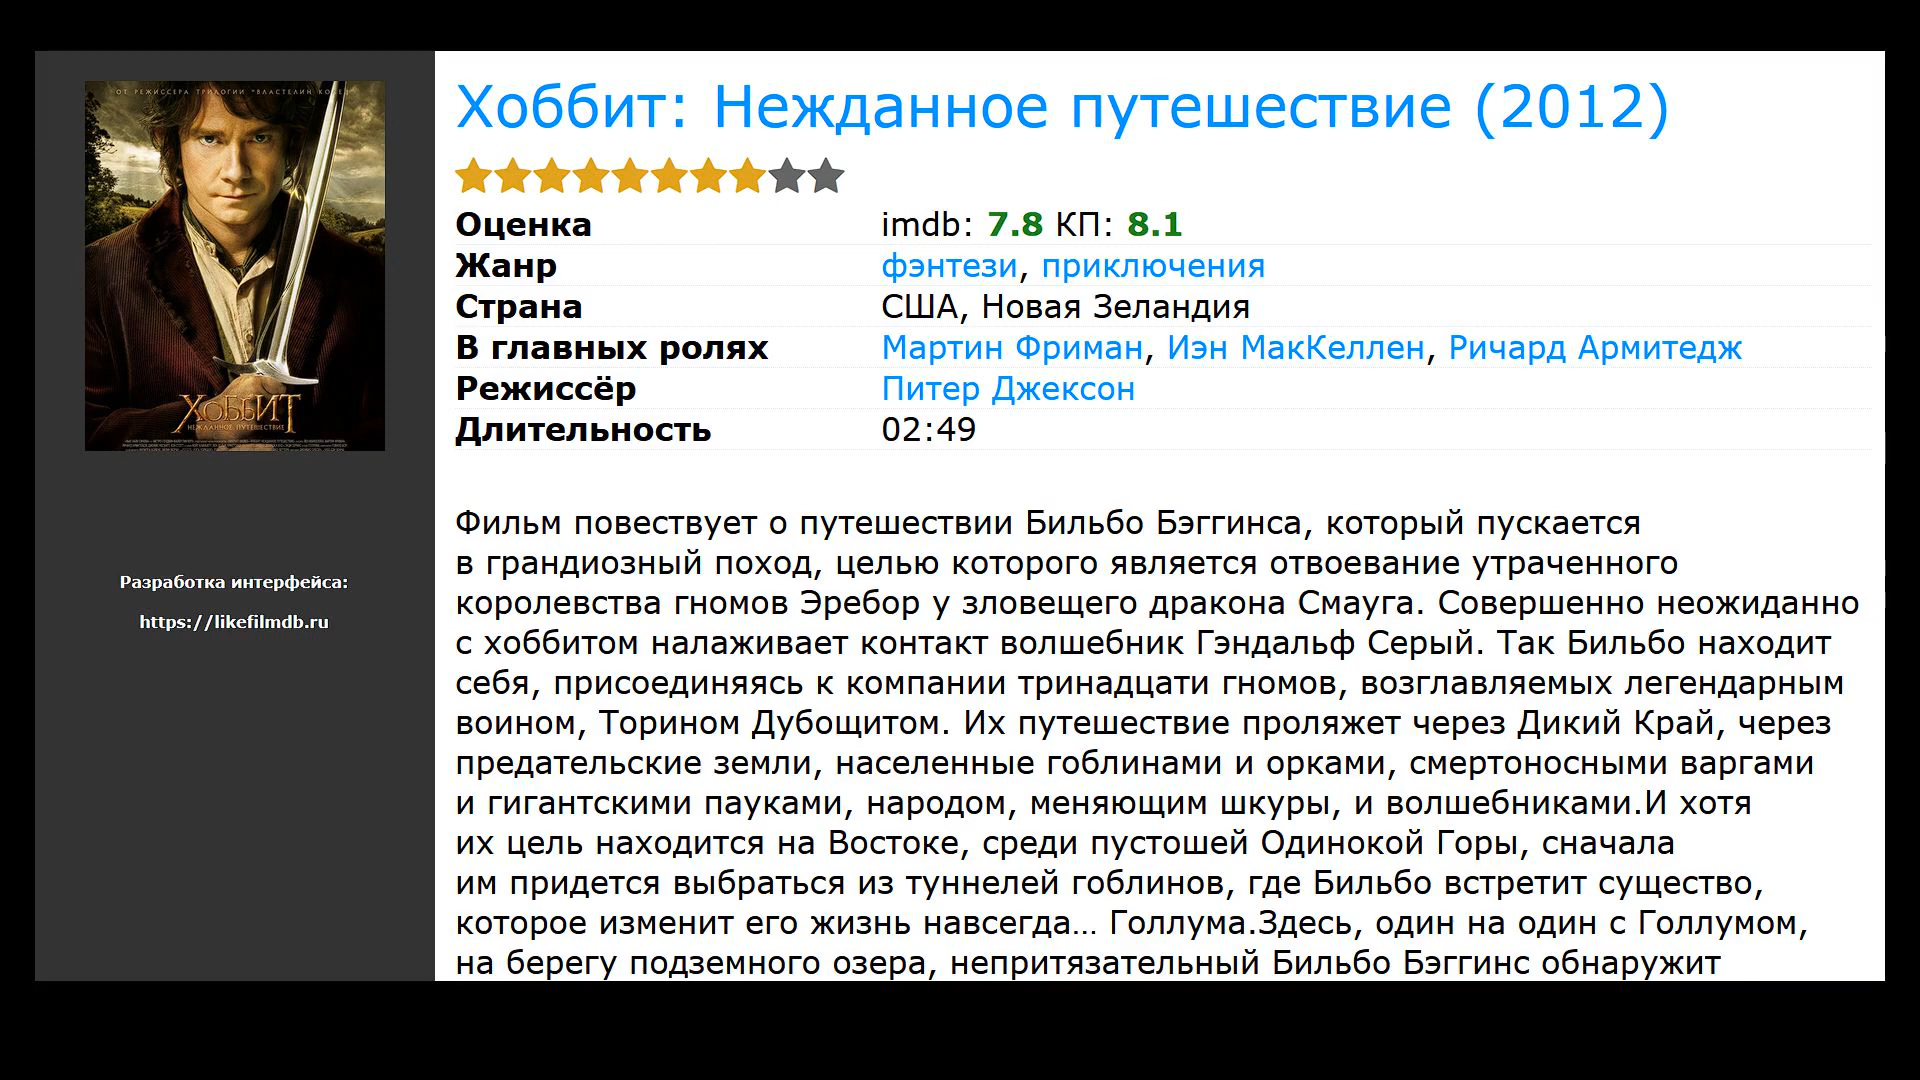 ОТ РЕЖИССЕРА ТРИЛОГИИ "ВЛАСТЕЛИН КОЛЕЦ"
ХОББИТ
НЕЖДАННОЕ ПУТЕШЕСТВИЕ
Разработка интерфейса:
https://likefilmdb.ru
Хоббит: Нежданное путешествие (2012)
Оценка imdb: 7.8 КП: 8.1
Жанр фэнтези, приключения
Страна США, Новая Зеландия
В главных ролях Мартин Фриман, Иэн МакКеллен, Ричард Армитедж
Режиссёр Питер Джексон
Длительность 02:49
Фильм повествует о путешествии Бильбо Бэггинса, который пускается
в грандиозный поход, целью которого является отвоевание утраченного
королевства гномов Эребор у зловещего дракона Смауга. Совершенно неожиданно
с хоббитом налаживает контакт волшебник Гэндальф Серый. Так Бильбо находит
себя, присоединяясь к компании тринадцати гномов, возглавляемых легендарным
воином, Торином Дубощитом. Их путешествие проляжет через Дикий Край, через
предательские земли, населенные гоблинами и орками, смертоносными варгами
и гигантскими пауками, народом, меняющим шкуры, и волшебниками.И хотя
их цель находится на Востоке, среди пустошей Одинокой Горы, сначала
им придется выбраться из туннелей гоблинов, где Бильбо встретит существо,
которое изменит его жизнь навсегда… Голлума.Здесь, один на один с Голлумом,
на берегу подземного озера, непритязательный Бильбо Бэггинс обнаружит